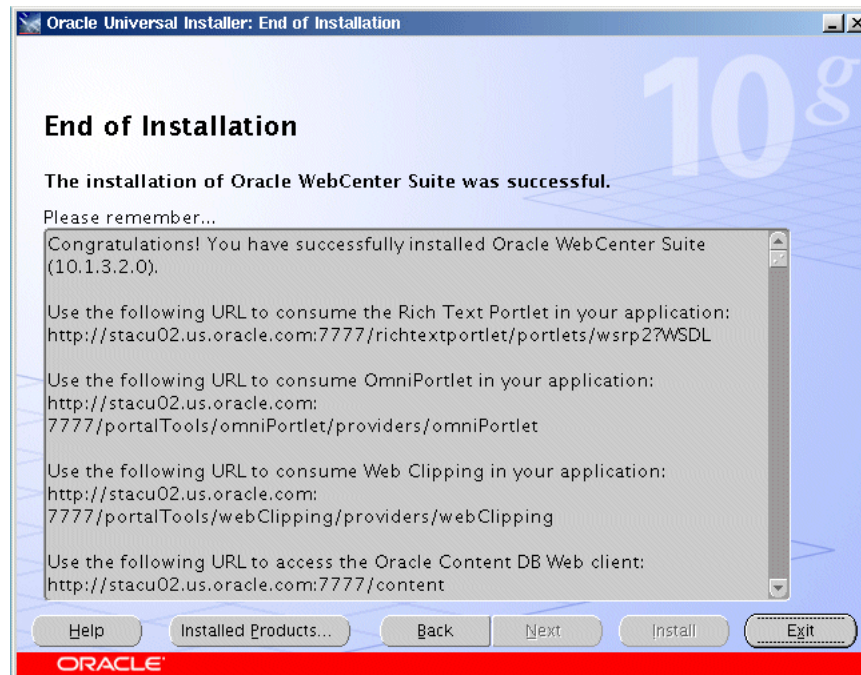 Oracle Universal Installer: End of Installation
10g
End of Installation
The installation of Oracle WebCenter Suite was successful.
Please remember...
Congratulations! You have successfully installed Oracle WebCenter Suite
(10.1.3.2.0).
Use the following URL to consume the Rich Text Portlet in your application:
http://stacu02.us.oracle.com:7777/richtextportlet/portlets/wsrp2?WSDL
Use the following URL to consume OmniPortlet in your application:
http://stacu02.us.oracle.com:
7777/portalTools/omniPortlet/providers/omniPortlet
Use the following URL to consume Web Clipping in your application:
http://stacu02.us.oracle.com:
7777/portalTools/webClipping/providers/webClipping
Use the following URL to access the Oracle Content DB Web client:
http://stacu02.us.oracle.com:7777/content
Help Installed Products... Back Next Install Exit
ORACLE